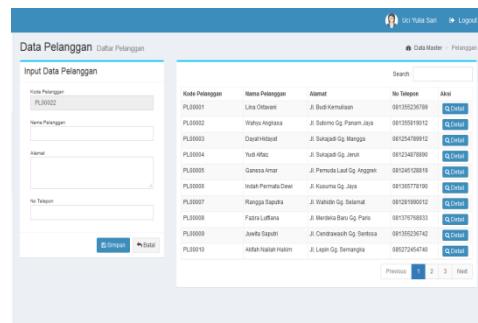 Uci Yulia Sari Logout
Data Pelanggan Daftar Pelanggan
Data Master Pelanggan
Input Data Pelanggan
Kode Pelanggan
PL00022
Nama Pelanggan
Alamat
No Telepon
Simpan Batal
Search
Kode Pelanggan Nama Pelanggan Alamat No Telepon Aksi
PL00001 Lina Oktavani Jl. Budi Kemuliaan 081355236789 Detail
PL00002 Wahyu Angkasa Jl. Sutomo Gg. Panam Jaya 081355819012 Detail
PL00003 Dayat Hidayat Jl. Sukajadi Gg. Mangga 081254789912 Detail
PL00004 Yudi Alfaiz Jl. Sukajadi Gg. Jeruk 081234878890 Detail
PL00005 Ganesa Amar Jl. Pemuda Laut Gg. Anggrek 081245128819 Detail
PL00006 Indah Permata Dewi Jl. Kusuma Gg. Jaya 081365778190 Detail
PL00007 Rangga Saputra Jl. Wahidin Gg. Selamat 081281990012 Detail
PL00008 Fazira Lutfiana Jl. Merdeka Baru Gg. Paris 081376768833 Detail
PL00009 Juwita Saputri Jl. Cendrawasih Gg. Sentosa 081355236742 Detail
PL00010 Akifah Nailah Hakim Jl. Lepin Gg. Semangka 085272454740 Detail
Previous 1 2 3 Next